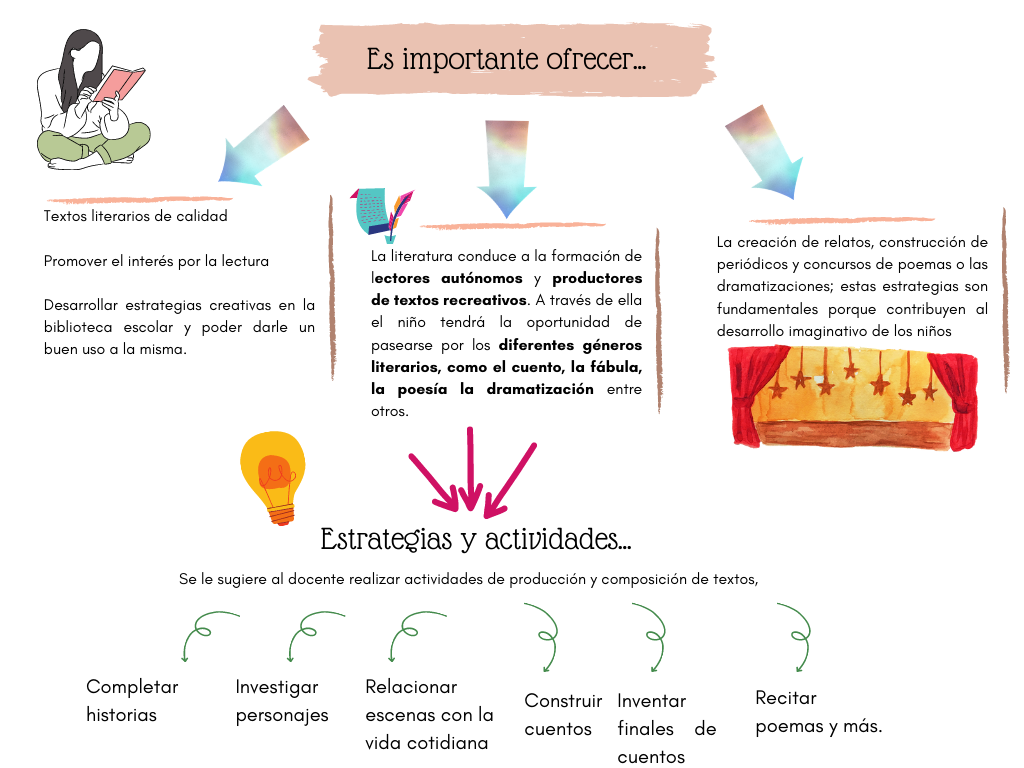 Es importante ofrecer...
Textos literarios de calidad
Promover el interés por la lectura
Desarrollar estrategias creativas en la
biblioteca escolar y poder darle un
buen uso a la misma.
La literatura conduce a la formación de
lectores autónomos y productores
de textos recreativos. A través de ella
el niño tendrá la oportunidad de
pasearse por los diferentes géneros
literarios, como el cuento, la fábula,
la poesía la dramatización entre
otros.
La creación de relatos, construcción de
periódicos y concursos de poemas o las
dramatizaciones; estas estrategias son
fundamentales porque contribuyen al
desarrollo imaginativo de los niños
Estrategias y actividades...
Se le sugiere al docente realizar actividades de producción y composición de textos,
Completar
historias
Investigar
personajes
Relacionar
escenas con la
vida cotidiana
Construir
cuentos
Inventar
finales de
cuentos
Recitar
poemas y más.